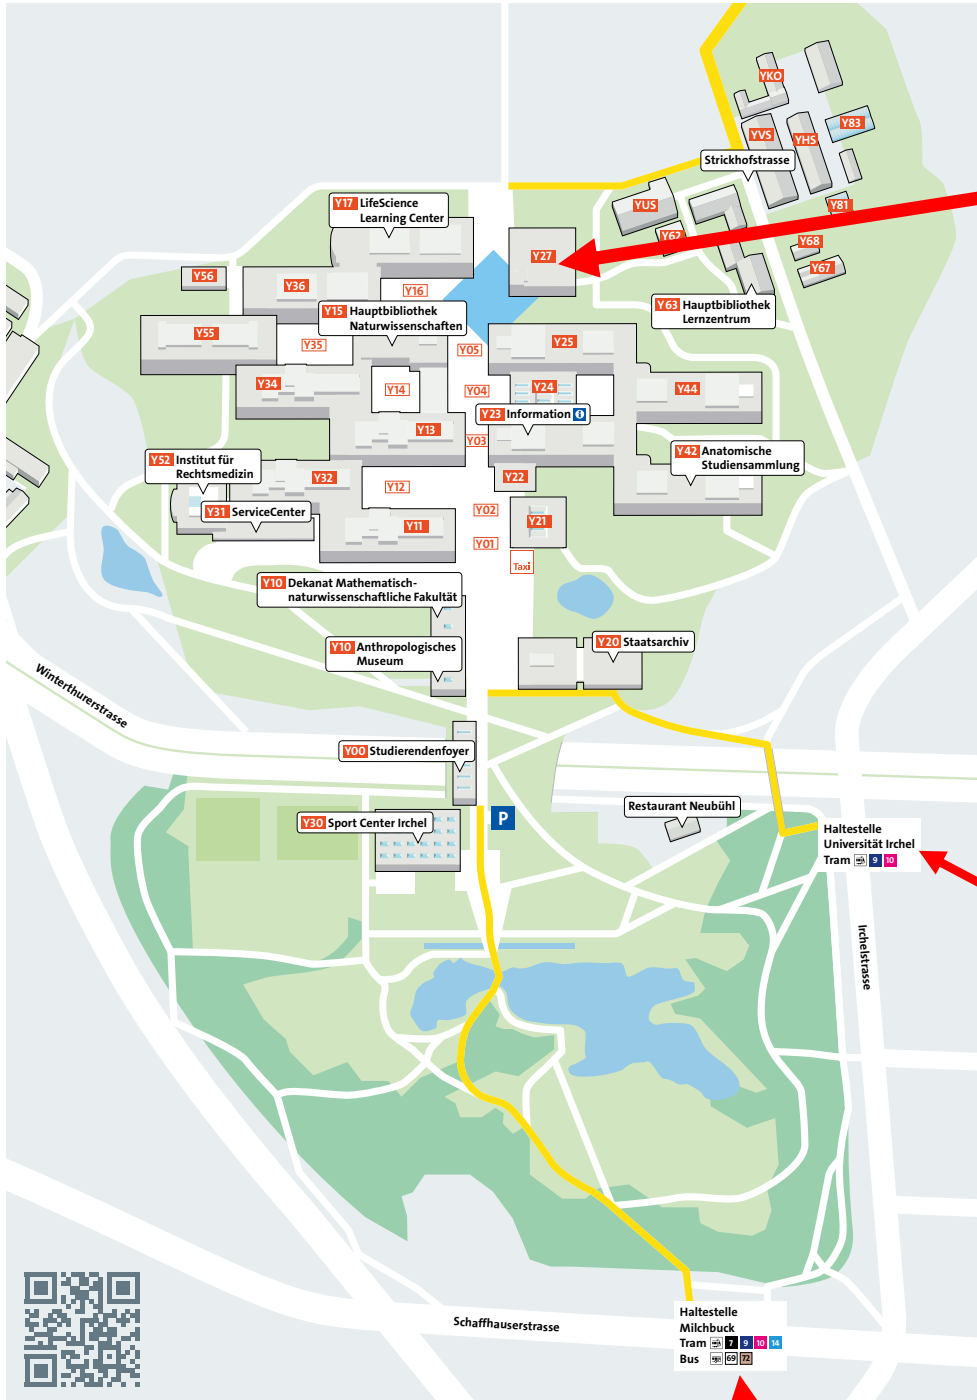 YKO
YVS
YHS
Y83
Strickhofstrasse
Y17 LifeScience
Learning Center
YUS
Y81
Y62
Y27
Y68
Y67
Y56
Y36
Y16
Y63 Hauptbibliothek
Lernzentrum
Y15 Hauptbibliothek
Naturwissenschaften
Y55
Y35
Y05
Y25
Y34
Y14
Y04
Y24
Y44
Y23 Information i
Y13
Y03
Y42 Anatomische
Studiensammlung
Y52 Institut für
Rechtsmedizin
Y32
Y12
Y22
Y31 ServiceCenter
Y02
Y11
Y21
Y01
Taxi
Y10 Dekanat Mathematisch-
naturwissenschaftliche Fakultät
Y10 Anthropologisches
Museum
Y20 Staatsarchiv
Winterthurerstrasse
Y00 Studierendenfoyer
Restaurant Neubühl
P
Y30 Sport Center Irchel
Haltestelle
Universität Irchel
Tram 9 10
Irchelstrasse
Schaffhauserstrasse
Haltestelle
Milchbuck
Tram 7 9 10 14
Bus 69 72